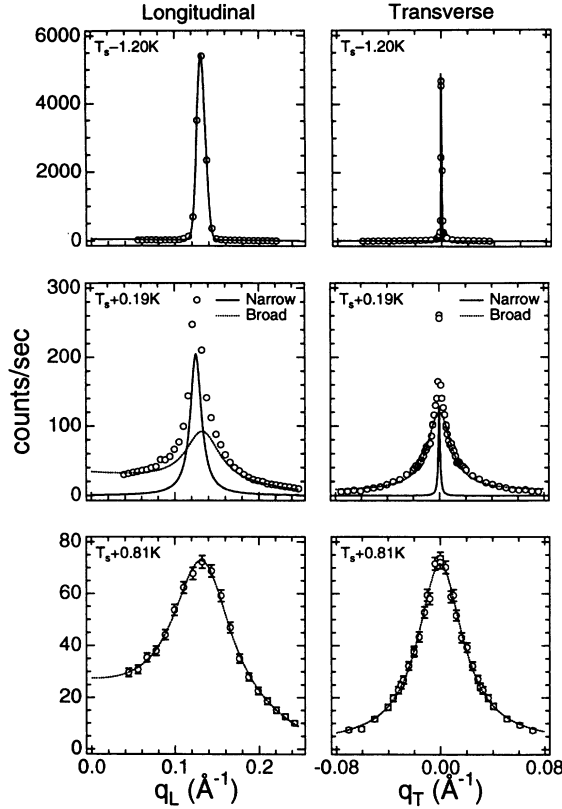 Longitudinal Transverse
Ts−1.20K Ts−1.20K
6000
4000
2000
0
Ts+0.19K Narrow Broad Ts+0.19K Narrow Broad
300
200
100
0
counts/sec
Ts+0.81K Ts+0.81K
80
60
40
20
0
0.0 0.1 0.2 -0.08 0.00 0.08
qL (Å-1) qT (Å-1)